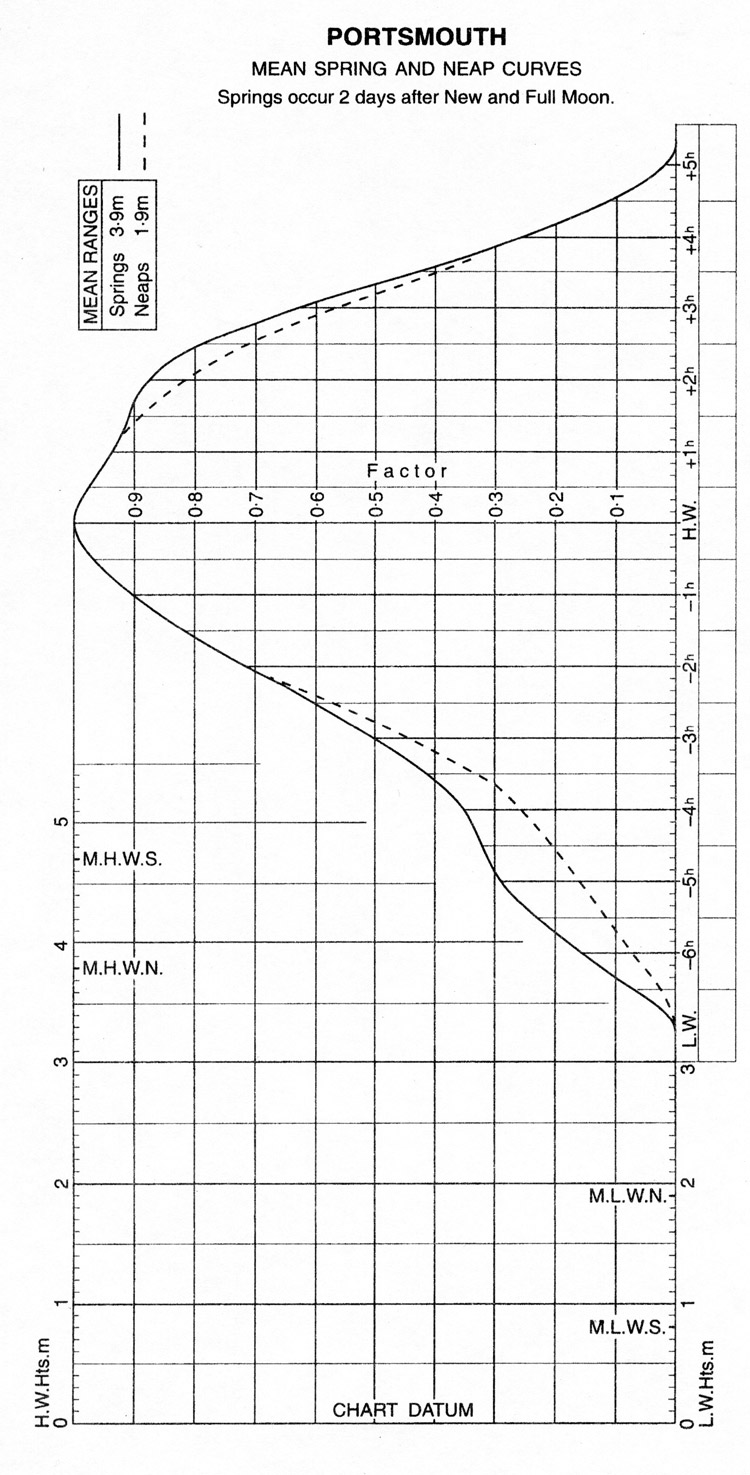 PORTSMOUTH
MEAN SPRING AND NEAP CURVES
Springs occur 2 days after New and Full Moon.
MEAN RANGES
Springs 3·9m
Neaps 1·9m
+5h
+4h
+3h
+2h
+1h
Factor
0·9
0·8
0·7
0·6
0·5
0·4
0·3
0·2
0·1
H.W.
−1h
−2h
−3h
−4h
−5h
−6h
L.W.
5
M.H.W.S.
4
M.H.W.N.
3
3
2
2
M.L.W.N.
1
1
M.L.W.S.
H.W.Hts.m
L.W.Hts.m
0
0
CHART DATUM